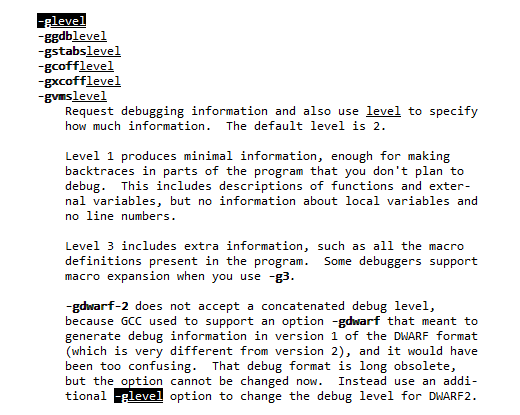 -glevel
-ggdblevel
-gstabslevel
-gcofflevel
-gxcofflevel
-gvmslevel
Request debugging information and also use level to specify
how much information.  The default level is 2.
Level 1 produces minimal information, enough for making
backtraces in parts of the program that you don't plan to
debug.  This includes descriptions of functions and exter-
nal variables, but no information about local variables and
no line numbers.
Level 3 includes extra information, such as all the macro
definitions present in the program.  Some debuggers support
macro expansion when you use -g3.
-gdwarf-2 does not accept a concatenated debug level,
because GCC used to support an option -gdwarf that meant to
generate debug information in version 1 of the DWARF format
(which is very different from version 2), and it would have
been too confusing.  That debug format is long obsolete,
but the option cannot be changed now.  Instead use an addi-
tional -glevel option to change the debug level for DWARF2.